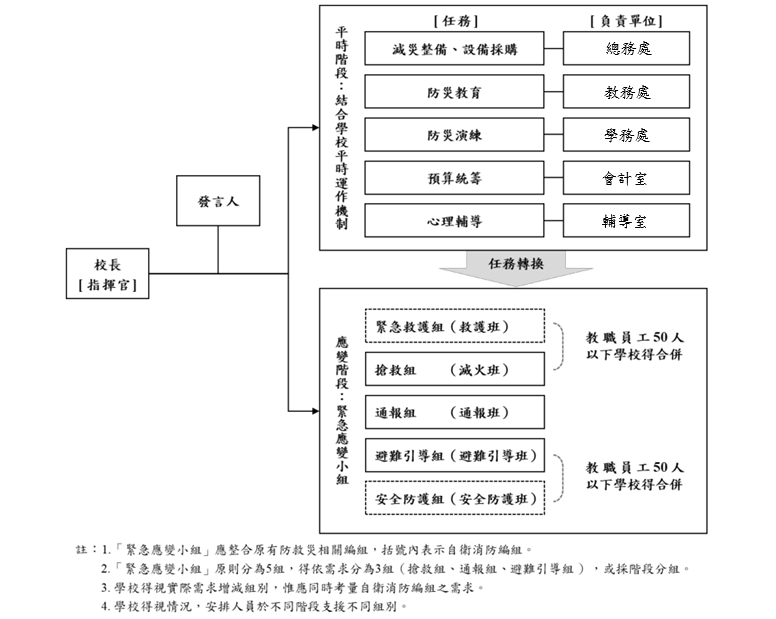 [任務] [負責單位]
平時階段：結合學校平時運作機制
減災整備、設備採購 總務處
防災教育 教務處
防災演練 學務處
預算統籌 會計室
心理輔導 輔導室
發言人
校長
[指揮官]
任務轉換
應變階段：緊急應變小組
緊急救護組（救護班）
搶救組 （滅火班）
教職員工50人
以下學校得合併
通報組 （通報班）
避難引導組（避難引導班）
安全防護組（安全防護班）
教職員工50人
以下學校得合併
註：1.「緊急應變小組」應整合原有防救災相關編組，括號內表示自衛消防編組。
2.「緊急應變小組」原則分為5組，得依需求分為3組（搶救組、通報組、避難引導組），或採階段分組。
3. 學校得視實際需求增減組別，惟應同時考量自衛消防編組之需求。
4. 學校得視情況，安排人員於不同階段支援不同組別。